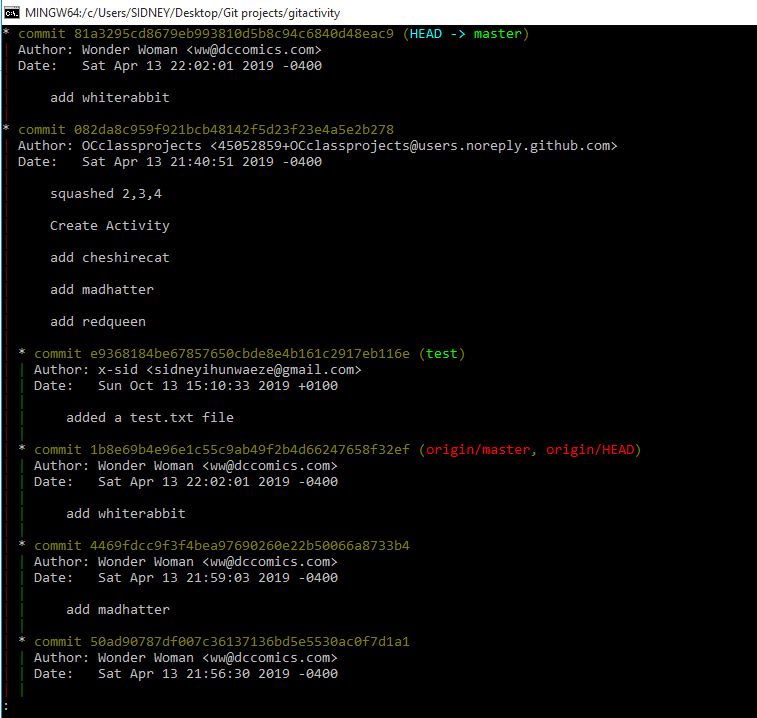 MINGW64:/c/Users/SIDNEY/Desktop/Git projects/gitactivity
* commit 81a3295cd8679eb993810d5b8c94c6840d48eac9 (HEAD -> master)
| Author: Wonder Woman <ww@dccomics.com>
| Date:   Sat Apr 13 22:02:01 2019 -0400
|
|     add whiterabbit
|
* commit 082da8c959f921bcb48142f5d23f23e4a5e2b278
| Author: OCclassprojects <45052859+OCclassprojects@users.noreply.github.com>
| Date:   Sat Apr 13 21:40:51 2019 -0400
|
|     squashed 2,3,4
|
|     Create Activity
|
|     add cheshirecat
|
|     add madhatter
|
|     add redqueen
|
| * commit e9368184be67857650cbde8e4b161c2917eb116e (test)
| | Author: x-sid <sidneyihunwaeze@gmail.com>
| | Date:   Sun Oct 13 15:10:33 2019 +0100
| |
| |     added a test.txt file
| |
| * commit 1b8e69b4e96e1c55c9ab49f2b4d66247658f32ef (origin/master, origin/HEAD)
| | Author: Wonder Woman <ww@dccomics.com>
| | Date:   Sat Apr 13 22:02:01 2019 -0400
| |
| |     add whiterabbit
| |
| * commit 4469fdcc9f3f4bea97690260e22b50066a8733b4
| | Author: Wonder Woman <ww@dccomics.com>
| | Date:   Sat Apr 13 21:59:03 2019 -0400
| |
| |     add madhatter
| |
| * commit 50ad90787df007c36137136bd5e5530ac0f7d1a1
| | Author: Wonder Woman <ww@dccomics.com>
| | Date:   Sat Apr 13 21:56:30 2019 -0400
| |
: